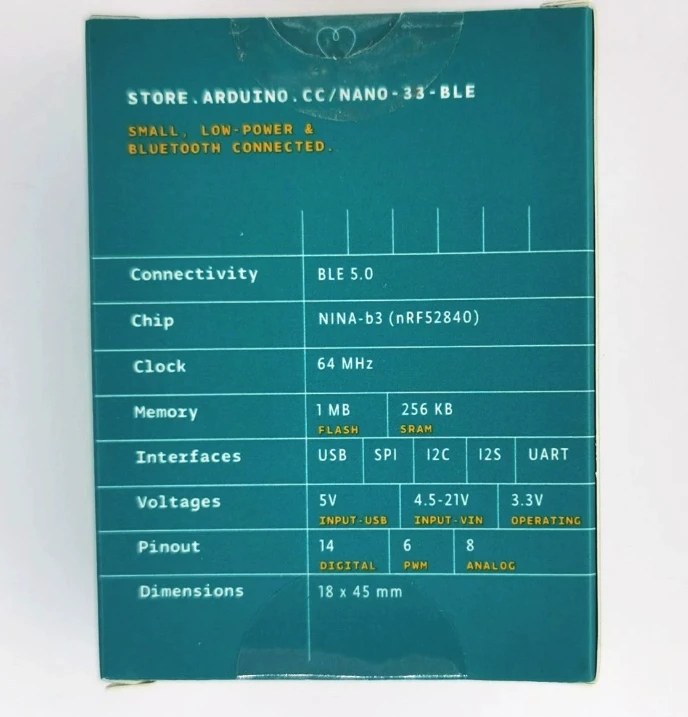 STORE.ARDUINO.CC/NANO-33-BLE
SMALL, LOW-POWER &
BLUETOOTH CONNECTED.
Connectivity BLE 5.0
Chip NINA-b3 (nRF52840)
Clock 64 MHz
Memory 1 MB 256 KB
FLASH SRAM
Interfaces USB SPI I2C I2S UART
Voltages 5V 4.5-21V 3.3V
INPUT-USB INPUT-VIN OPERATING
Pinout 14 6 8
DIGITAL PWM ANALOG
Dimensions 18 x 45 mm